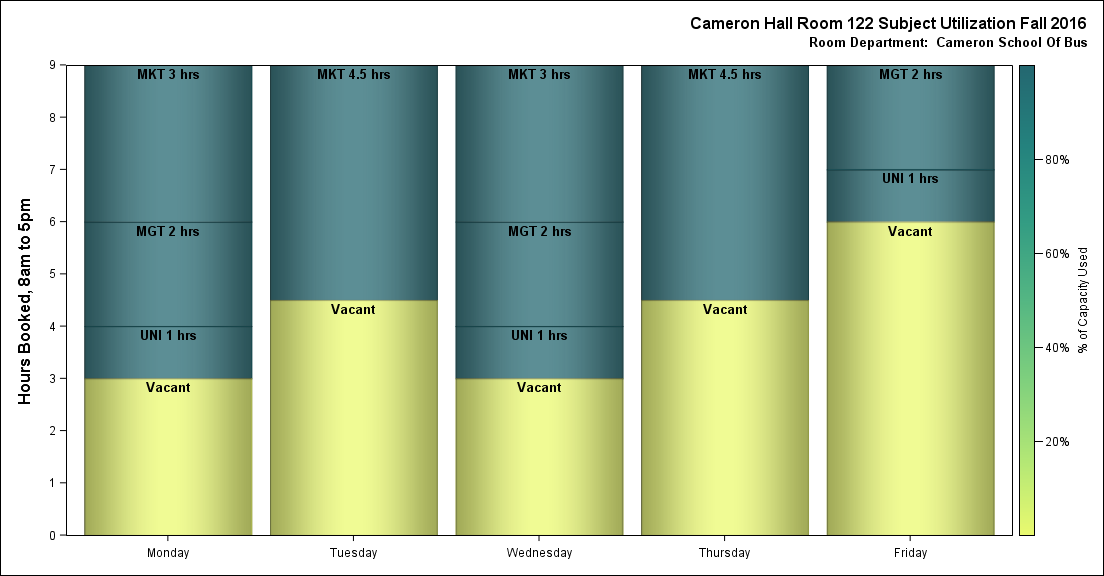 Cameron Hall Room 122 Subject Utilization Fall 2016
Room Department:  Cameron School Of Bus
Hours Booked, 8am to 5pm
9
8
7
6
5
4
3
2
1
0
MKT 3 hrs
MGT 2 hrs
UNI 1 hrs
Vacant
MKT 4.5 hrs
Vacant
MKT 3 hrs
MGT 2 hrs
UNI 1 hrs
Vacant
MKT 4.5 hrs
Vacant
MGT 2 hrs
UNI 1 hrs
Vacant
Monday
Tuesday
Wednesday
Thursday
Friday
80%
60%
40%
20%
% of Capacity Used